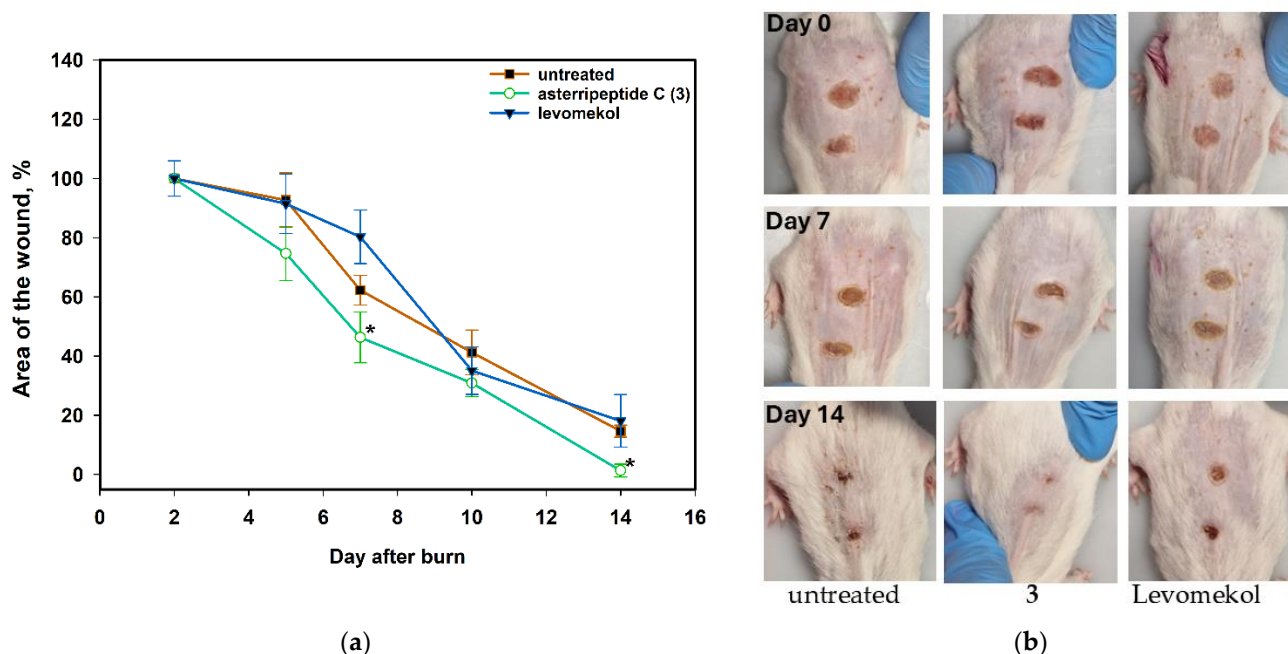 140
120
100
80
60
40
20
0
Area of the wound, %
0 2 4 6 8 10 12 14 16
Day after burn
untreated
asterripeptide C (3)
levomekol
*
*
(a)
Day 0
Day 7
Day 14
untreated 3 Levomekol
(b)